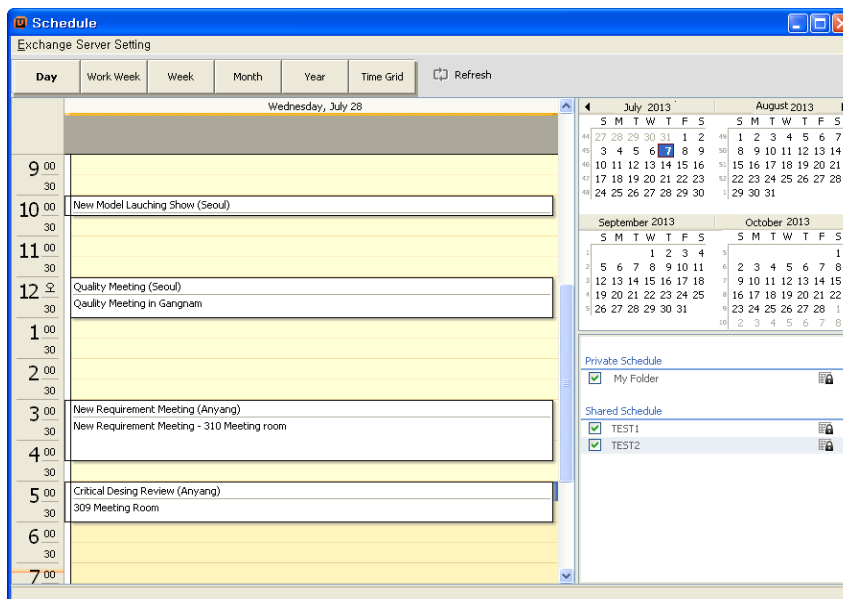 Schedule
Exchange Server Setting
Day Work Week Week Month Year Time Grid Refresh
Wednesday, July 28
9 00
30
10 00 New Model Lauching Show (Seoul)
30
11 00
30
12 오 Quality Meeting (Seoul)
Qaulity Meeting in Gangnam
1 00
30
2 00
30
3 00 New Requirement Meeting (Anyang)
30 New Requirement Meeting - 310 Meeting room
4 00
30
5 00 Critical Desing Review (Anyang)
30 309 Meeting Room
6 00
30
7 00
July 2013
S M T W T F S
44 27 28 29 30 31 1 2
45 3 4 5 6 7 8 9
46 10 11 12 13 14 15 16
47 17 18 19 20 21 22 23
48 24 25 26 27 28 29 30
August 2013
S M T W T F S
49 1 2 3 4 5 6 7
50 8 9 10 11 12 13 14
51 15 16 17 18 19 20 21
52 22 23 24 25 26 27 28
1 29 30 31
September 2013
S M T W T F S
1 1 2 3 4
2 5 6 7 8 9 10 11
3 12 13 14 15 16 17 18
4 19 20 21 22 23 24 25
5 26 27 28 29 30 31
October 2013
S M T W T F S
5 1
6 2 3 4 5 6 7 8
7 9 10 11 12 13 14 15
8 16 17 18 19 20 21 22
9 23 24 25 26 27 28 1
10 2 3 4 5 6 7 8
Private Schedule
My Folder
Shared Schedule
TEST1
TEST2